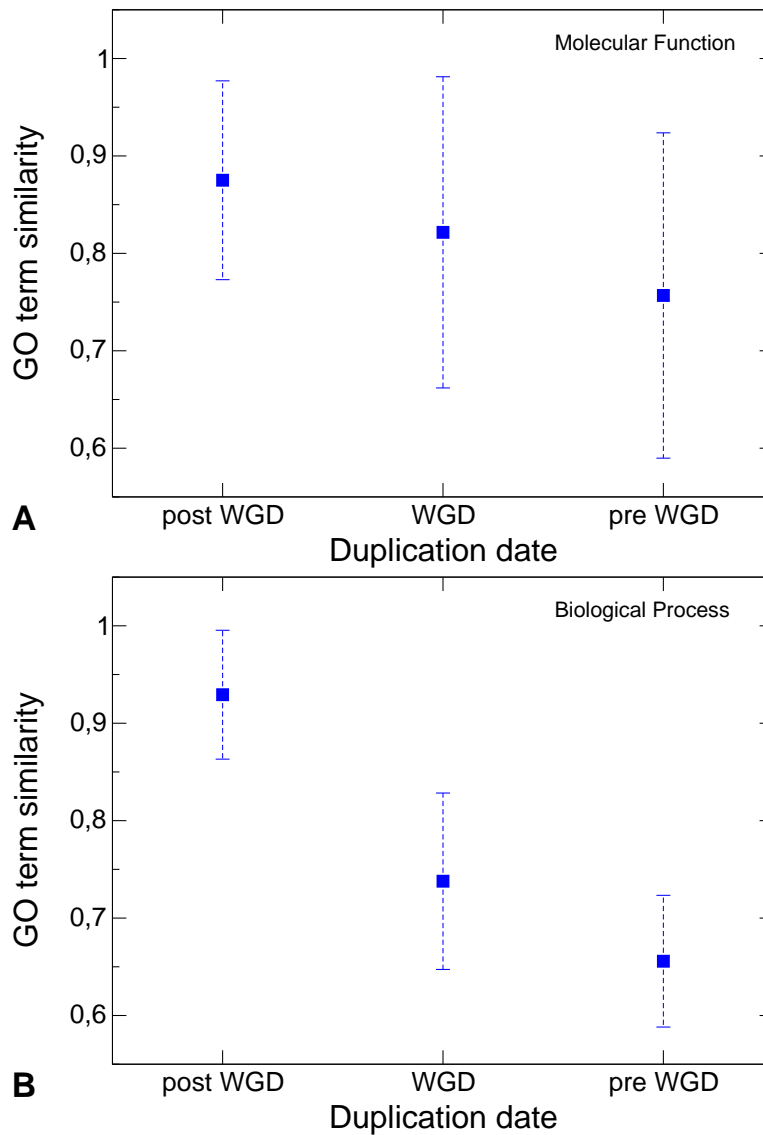 Molecular Function
1
0,9
0,8
0,7
0,6
GO term similarity
post WGD WGD pre WGD
A
Duplication date
Biological Process
1
0,9
0,8
0,7
0,6
GO term similarity
post WGD WGD pre WGD
B
Duplication date